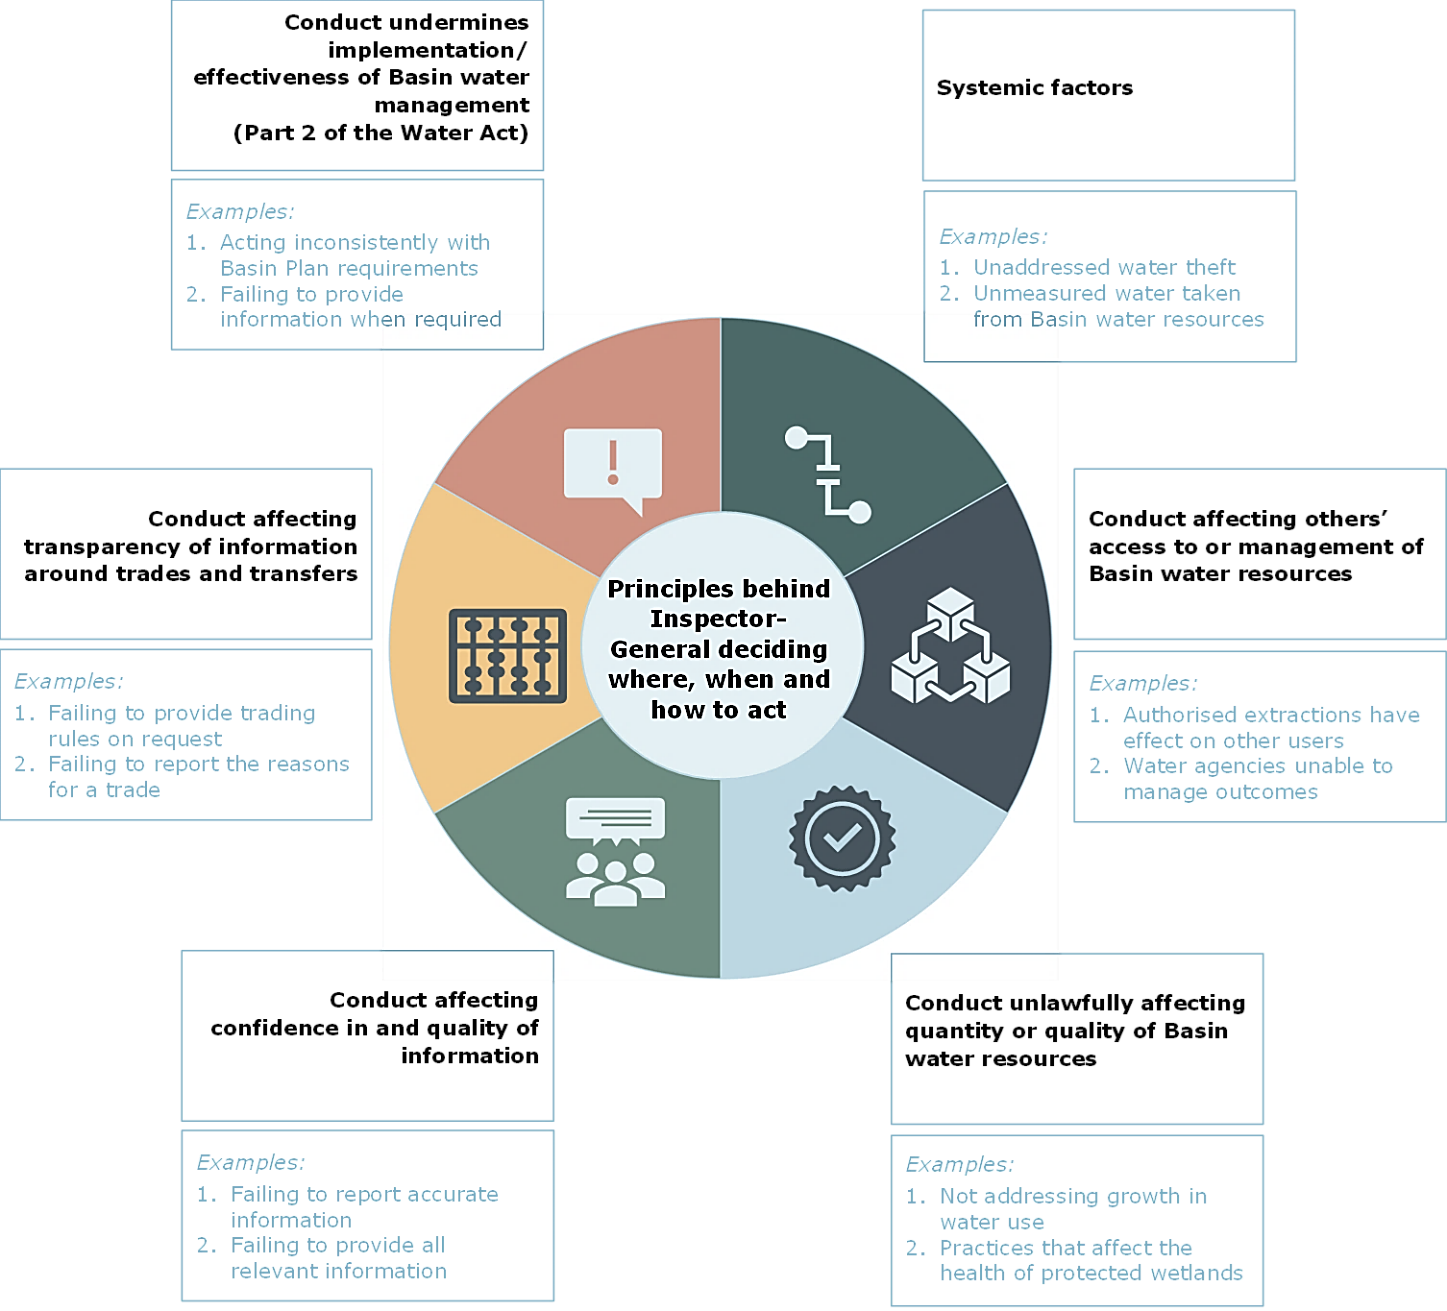 Conduct undermines
implementation/
effectiveness of Basin water
management
(Part 2 of the Water Act)
Examples:
1. Acting inconsistently with
Basin Plan requirements
2. Failing to provide
information when required
Systemic factors
Examples:
1. Unaddressed water theft
2. Unmeasured water taken
from Basin water resources
Conduct affecting
transparency of information
around trades and transfers
Examples:
1. Failing to provide trading
rules on request
2. Failing to report the reasons
for a trade
Principles behind
Inspector-
General deciding
where, when and
how to act
Conduct affecting others’
access to or management of
Basin water resources
Examples:
1. Authorised extractions have
effect on other users
2. Water agencies unable to
manage outcomes
Conduct affecting
confidence in and quality of
information
Examples:
1. Failing to report accurate
information
2. Failing to provide all
relevant information
Conduct unlawfully affecting
quantity or quality of Basin
water resources
Examples:
1. Not addressing growth in
water use
2. Practices that affect the
health of protected wetlands